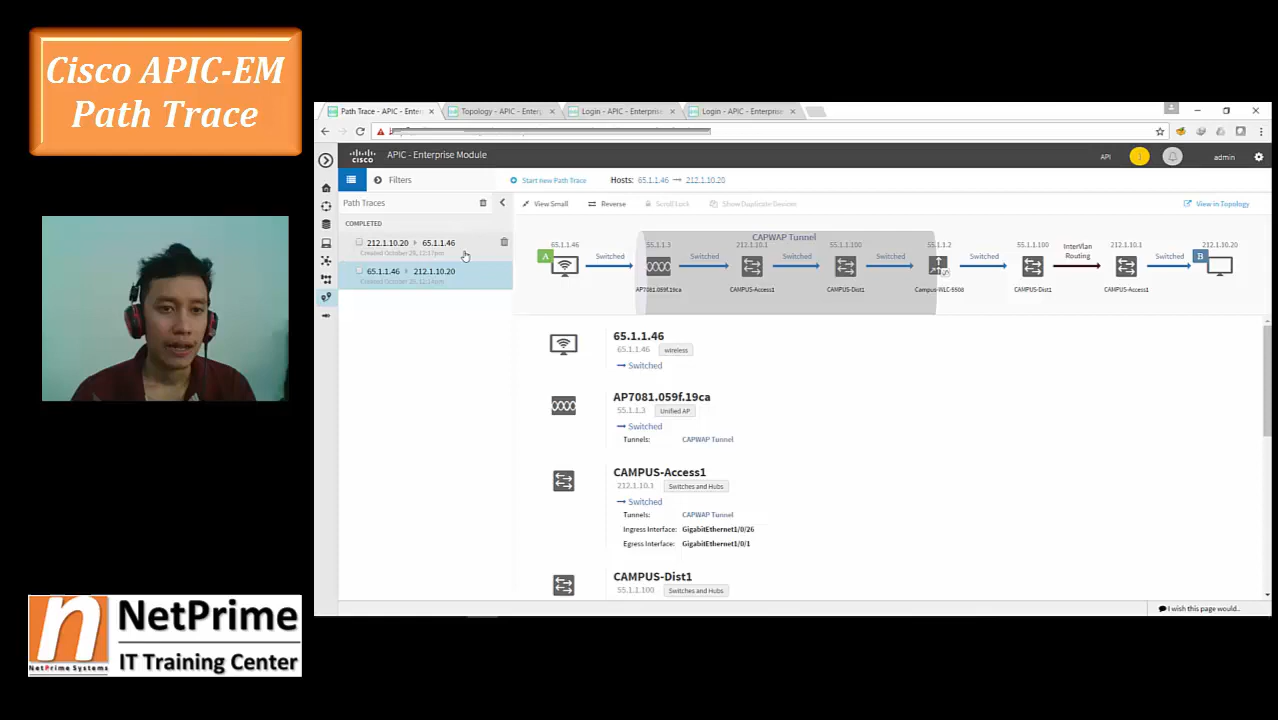 Cisco APIC-EM
Path Trace
NetPrime
IT Training Center
NetPrime Systems
Path Trace - APIC - Enter
Topology - APIC - Enterp
Login - APIC - Enterprise
Login - APIC - Enterprise
cisco
APIC - Enterprise Module
API
admin
Filters
Start new Path Trace
Hosts: 65.1.1.46 → 212.1.10.20
Path Traces
View Small
Reverse
Scroll Lock
Show Duplicate Devices
View in Topology
COMPLETED
212.1.10.20 65.1.1.46
65.1.1.46 212.1.10.20
CAPWAP Tunnel
65.1.1.46
55.1.1.3
212.1.10.1
55.1.1.100
55.1.1.2
55.1.1.100
212.1.10.1
212.1.10.20
InterVlan
Routing
A
Switched
Switched
Switched
Switched
Switched
Switched
B
AP7081.059f.19ca
CAMPUS-Access1
CAMPUS-Dist1
Campus-WLC-5508
CAMPUS-Dist1
CAMPUS-Access1
65.1.1.46
65.1.1.46 wireless
→ Switched
AP7081.059f.19ca
55.1.1.3 Unified AP
→ Switched
Tunnels: CAPWAP Tunnel
CAMPUS-Access1
212.1.10.1 Switches and Hubs
→ Switched
Tunnels: CAPWAP Tunnel
Ingress Interface: GigabitEthernet1/0/26
Egress Interface: GigabitEthernet1/0/1
CAMPUS-Dist1
55.1.1.100 Switches and Hubs
I wish this page would..